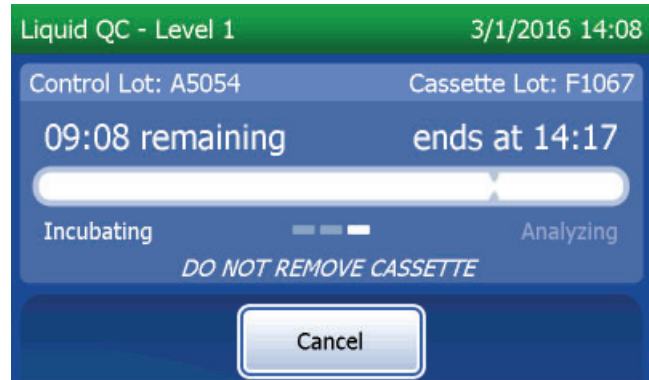 Liquid QC - Level 1 3/1/2016 14:08
Control Lot: A5054 Cassette Lot: F1067
09:08 remaining ends at 14:17
Incubating Analyzing
DO NOT REMOVE CASSETTE
Cancel